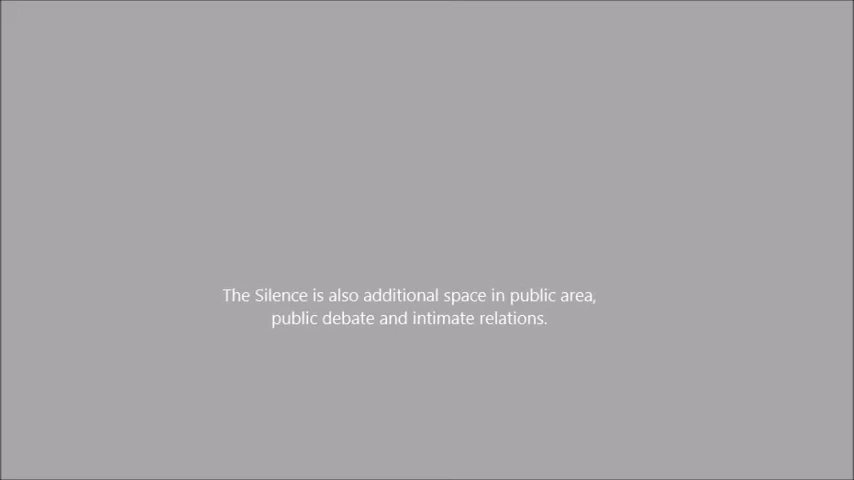 The Silence is also additional space in public area,
public debate and intimate relations.